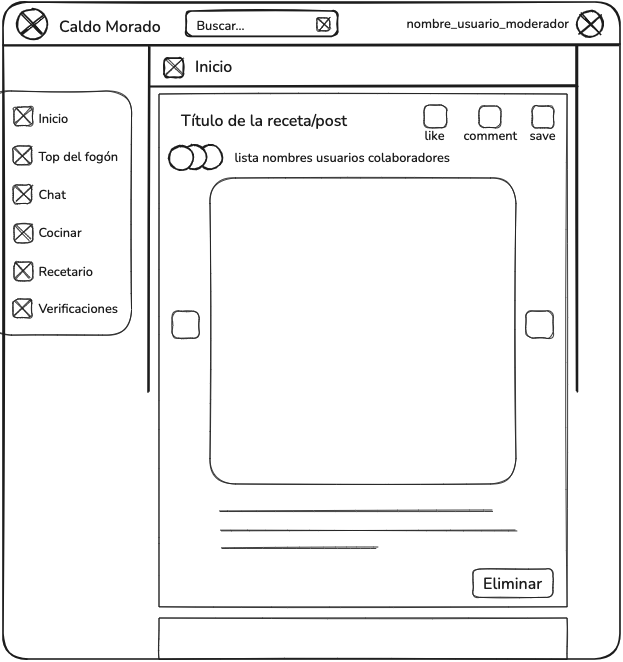 Caldo Morado
Buscar...
nombre_usuario_moderador
Inicio
Inicio
Top del fogón
Chat
Cocinar
Recetario
Verificaciones
Título de la receta/post
like
comment
save
lista nombres usuarios colaboradores
Eliminar